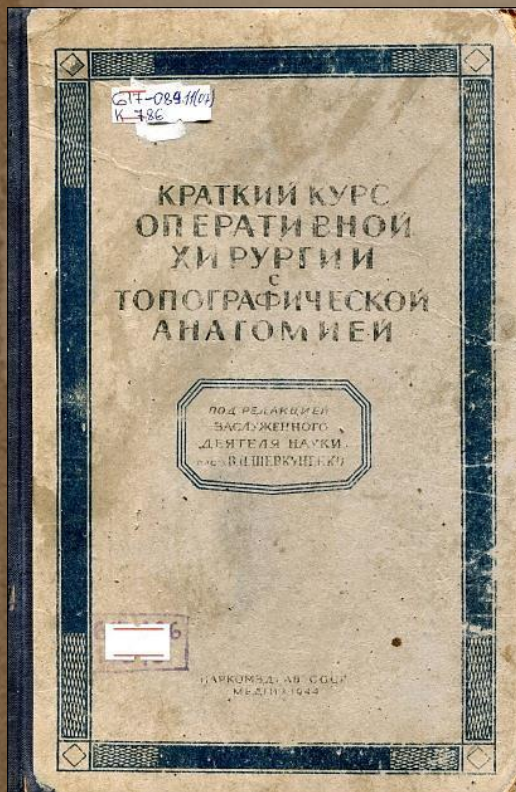 617-089.11(07)
К 786
КРАТКИЙ КУРС
ОПЕРАТИВНОЙ
ХИРУРГИИ
С
ТОПОГРАФИЧЕСКОЙ
АНАТОМИЕЙ
ПОД РЕДАКЦИЕЙ
ЗАСЛУЖЕННОГО
ДЕЯТЕЛЯ НАУКИ
В.Н.ШЕВКУНЕНКО
НАРКОМЗДРАВ СССР
МЕДГИЗ 1944